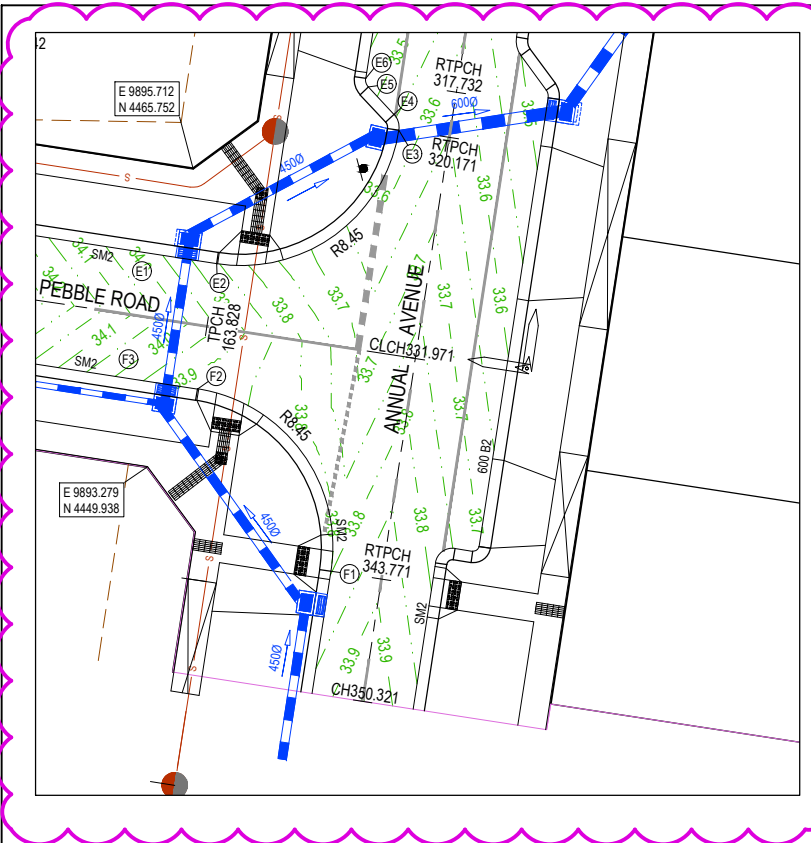 42
33.5
E6
RTPCH
317.732
E 9895.712
N 4465.752
E5
E4
33.6
600Ø
RTPCH
320.171
E3
S
450Ø
33.6
33.6
R8.45
SM2
E1
E2
33.7
33.7
33.6
PEBBLE ROAD
450Ø
TPCH
163.828
33.8
ANNUAL AVENUE
34.1
CLCH331.971
SM2
F3
33.9
F2
33.7
33.7
R8.45
33.8
600 B2
E 9893.279
N 4449.938
450Ø
SM2
33.8
33.8
33.7
S
RTPCH
343.771
F1
SM2
450Ø
33.9
33.9
S
CH350.321